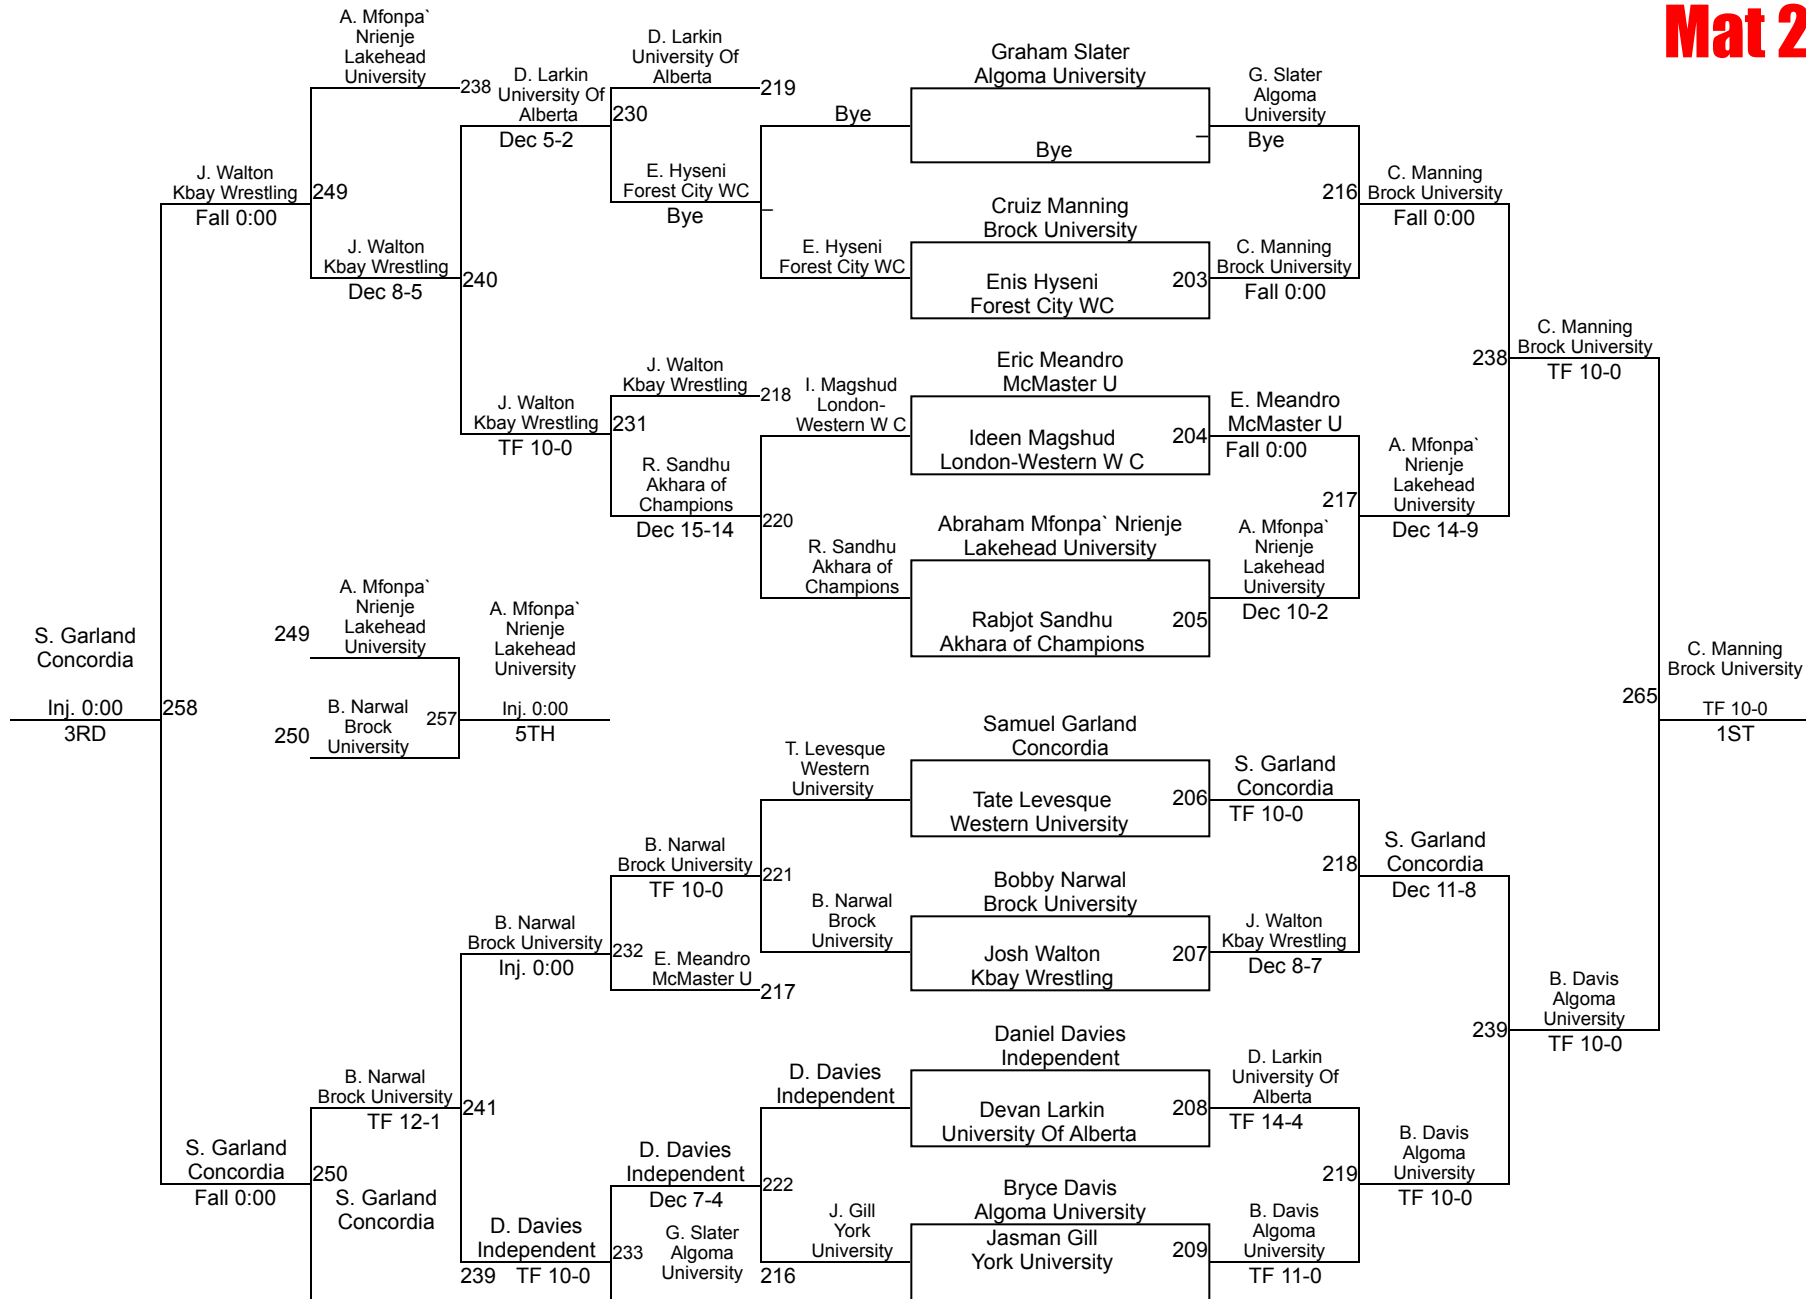 Mat 2
A. Mfonpa`
Nrienje
Lakehead
University
238
D. Larkin
University Of
Alberta
Dec 5-2
D. Larkin
University Of
Alberta
219
230
E. Hyseni
Forest City WC
Bye
_
Bye
E. Hyseni
Forest City WC
Graham Slater
Algoma University
Bye
_
G. Slater
Algoma
University
Bye
Cruiz Manning
Brock University
Enis Hyseni
Forest City WC
203
C. Manning
Brock University
Fall 0:00
216
C. Manning
Brock University
Fall 0:00
J. Walton
Kbay Wrestling
Fall 0:00
249
J. Walton
Kbay Wrestling
Dec 8-5
240
J. Walton
Kbay Wrestling
TF 10-0
J. Walton
Kbay Wrestling
218
231
R. Sandhu
Akhara of
Champions
Dec 15-14
220
I. Magshud
London-
Western W C
R. Sandhu
Akhara of
Champions
Eric Meandro
McMaster U
Ideen Magshud
London-Western W C
204
E. Meandro
McMaster U
Fall 0:00
Abraham Mfonpa` Nrienje
Lakehead University
Rabjot Sandhu
Akhara of Champions
205
A. Mfonpa`
Nrienje
Lakehead
University
Dec 10-2
217
A. Mfonpa`
Nrienje
Lakehead
University
Dec 14-9
238
C. Manning
Brock University
TF 10-0
S. Garland
Concordia
Inj. 0:00
3RD
258
249
A. Mfonpa`
Nrienje
Lakehead
University
250
B. Narwal
Brock
University
257
A. Mfonpa`
Nrienje
Lakehead
University
Inj. 0:00
5TH
265
C. Manning
Brock University
TF 10-0
1ST
T. Levesque
Western
University
Samuel Garland
Concordia
Tate Levesque
Western University
206
S. Garland
Concordia
TF 10-0
B. Narwal
Brock University
TF 10-0
221
B. Narwal
Brock
University
Bobby Narwal
Brock University
Josh Walton
Kbay Wrestling
207
J. Walton
Kbay Wrestling
Dec 8-7
218
S. Garland
Concordia
Dec 11-8
B. Narwal
Brock University
Inj. 0:00
232
E. Meandro
McMaster U
217
239
B. Davis
Algoma
University
TF 10-0
B. Narwal
Brock University
TF 12-1
241
D. Davies
Independent
Daniel Davies
Independent
Devan Larkin
University Of Alberta
208
D. Larkin
University Of
Alberta
TF 14-4
S. Garland
Concordia
Fall 0:00
250
S. Garland
Concordia
239
D. Davies
Independent
TF 10-0
D. Davies
Independent
Dec 7-4
222
233
G. Slater
Algoma
University
216
J. Gill
York
University
Bryce Davis
Algoma University
Jasman Gill
York University
209
B. Davis
Algoma
University
TF 11-0
219
B. Davis
Algoma
University
TF 10-0